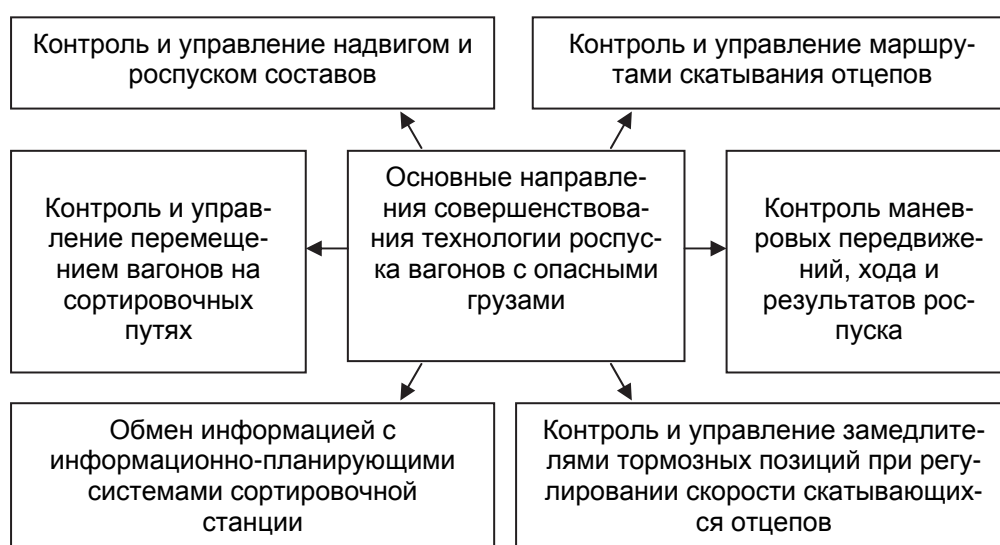 Контроль и управление надвигом и
роспуском составов
Контроль и управление маршру-
тами скатывания отцепов
Контроль и управ-
ление перемеще-
нием вагонов на
сортировочных
путях
Основные направле-
ния совершенствова-
ния технологии роспус-
ка вагонов с опасными
грузами
Контроль манев-
ровых передвиже-
ний, хода и
результатов рос-
пуска
Обмен информацией с
информационно-планирующими
системами сортировочной
станции
Контроль и управление замедлите-
лями тормозных позиций при регу-
лировании скорости скатывающих-
ся отцепов